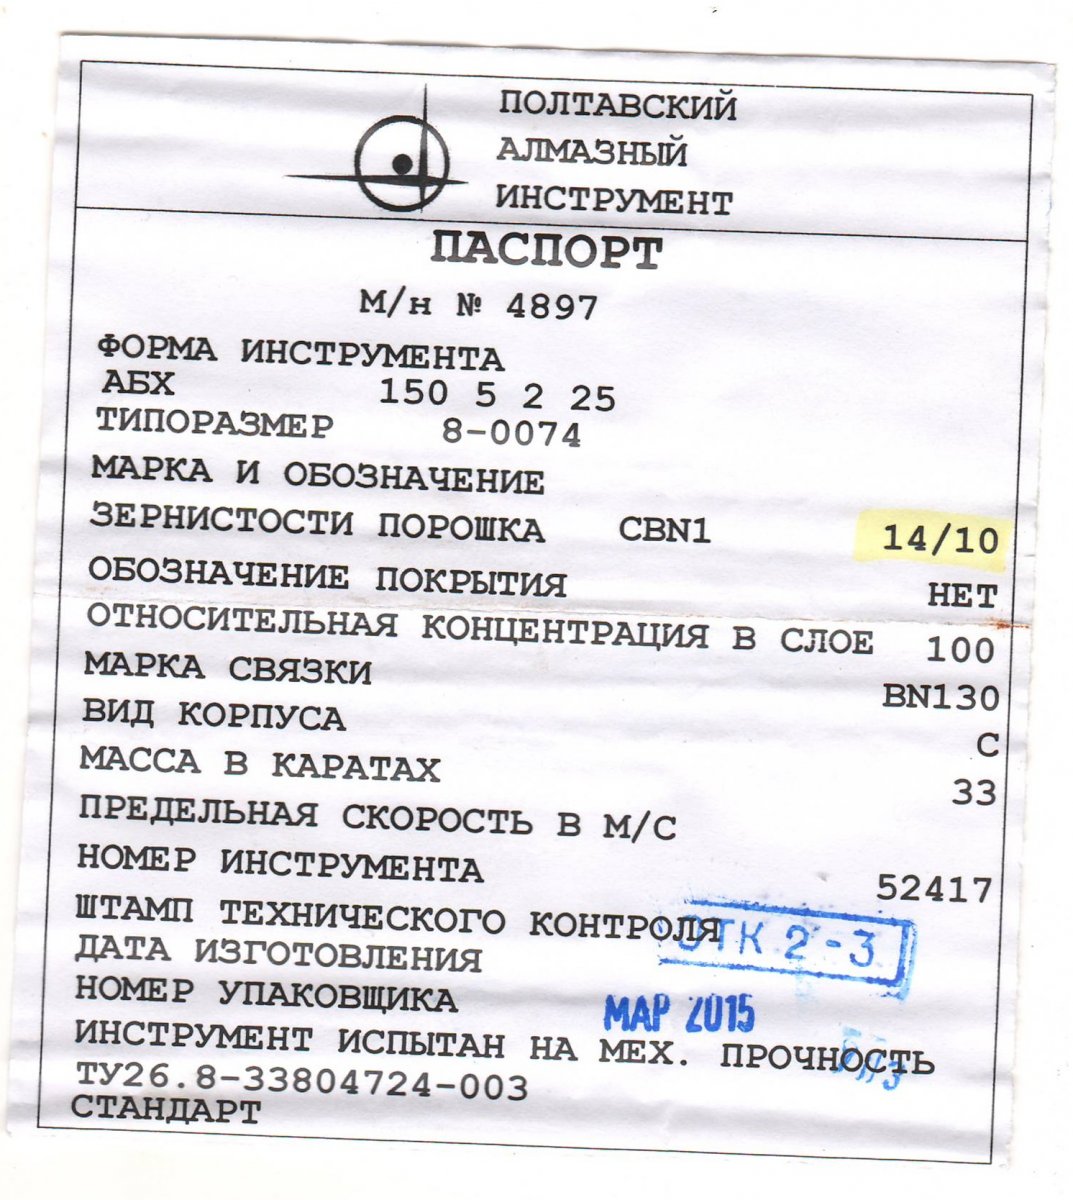 ПОЛТАВСКИЙ
АЛМАЗНЫЙ
ИНСТРУМЕНТ
ПАСПОРТ
М/н № 4897
ФОРМА ИНСТРУМЕНТА
АБХ 150 5 2 25
ТИПОРАЗМЕР 8-0074
МАРКА И ОБОЗНАЧЕНИЕ
ЗЕРНИСТОСТИ ПОРОШКА CBN1 14/10
ОБОЗНАЧЕНИЕ ПОКРЫТИЯ НЕТ
ОТНОСИТЕЛЬНАЯ КОНЦЕНТРАЦИЯ В СЛОЕ 100
МАРКА СВЯЗКИ BN130
ВИД КОРПУСА С
МАССА В КАРАТАХ 33
ПРЕДЕЛЬНАЯ СКОРОСТЬ В М/С
НОМЕР ИНСТРУМЕНТА 52417
ШТАМП ТЕХНИЧЕСКОГО КОНТРОЛЯ ОТК 2-3
ДАТА ИЗГОТОВЛЕНИЯ
МАР 2015
НОМЕР УПАКОВЩИКА
ИНСТРУМЕНТ ИСПЫТАН НА МЕХ. ПРОЧНОСТЬ
ТУ26.8-33804724-003
СТАНДАРТ